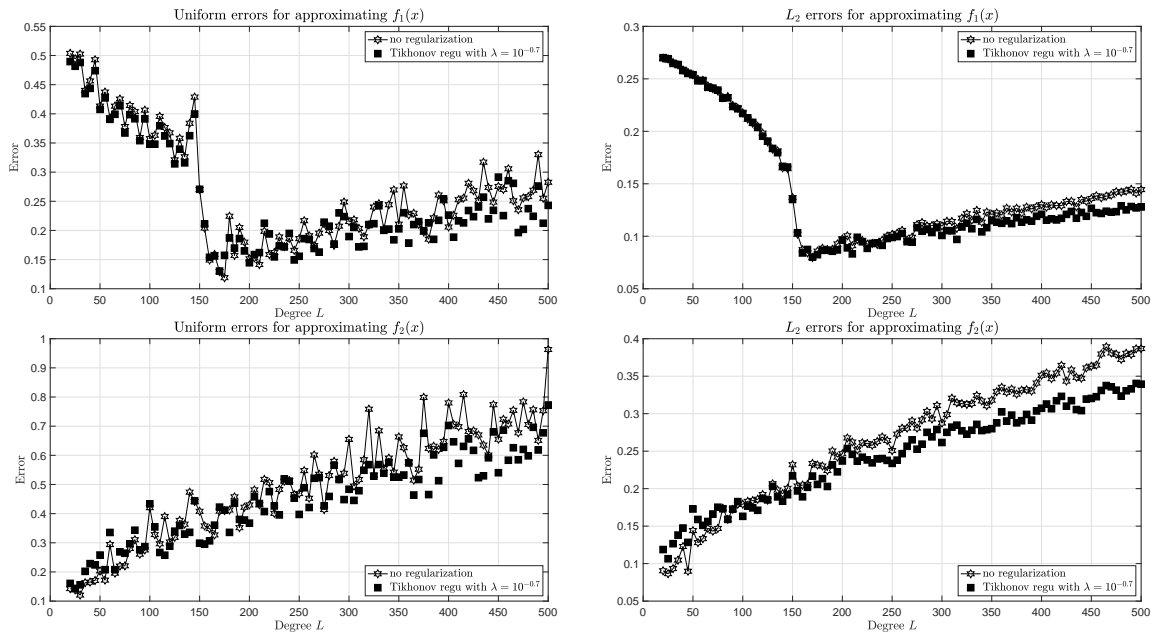 Uniform errors for approximating f₁(x)
Error
0.55
0.5
0.45
0.4
0.35
0.3
0.25
0.2
0.15
0.1
no regularization
Tikhonov regu with λ = 10⁻⁰·⁷
0 50 100 150 200 250 300 350 400 450 500
Degree L
L₂ errors for approximating f₁(x)
Error
0.3
0.25
0.2
0.15
0.1
0.05
no regularization
Tikhonov regu with λ = 10⁻⁰·⁷
0 50 100 150 200 250 300 350 400 450 500
Degree L
Uniform errors for approximating f₂(x)
Error
1
0.9
0.8
0.7
0.6
0.5
0.4
0.3
0.2
0.1
no regularization
Tikhonov regu with λ = 10⁻⁰·⁷
0 50 100 150 200 250 300 350 400 450 500
Degree L
L₂ errors for approximating f₂(x)
Error
0.4
0.35
0.3
0.25
0.2
0.15
0.1
0.05
no regularization
Tikhonov regu with λ = 10⁻⁰·⁷
0 50 100 150 200 250 300 350 400 450 500
Degree L